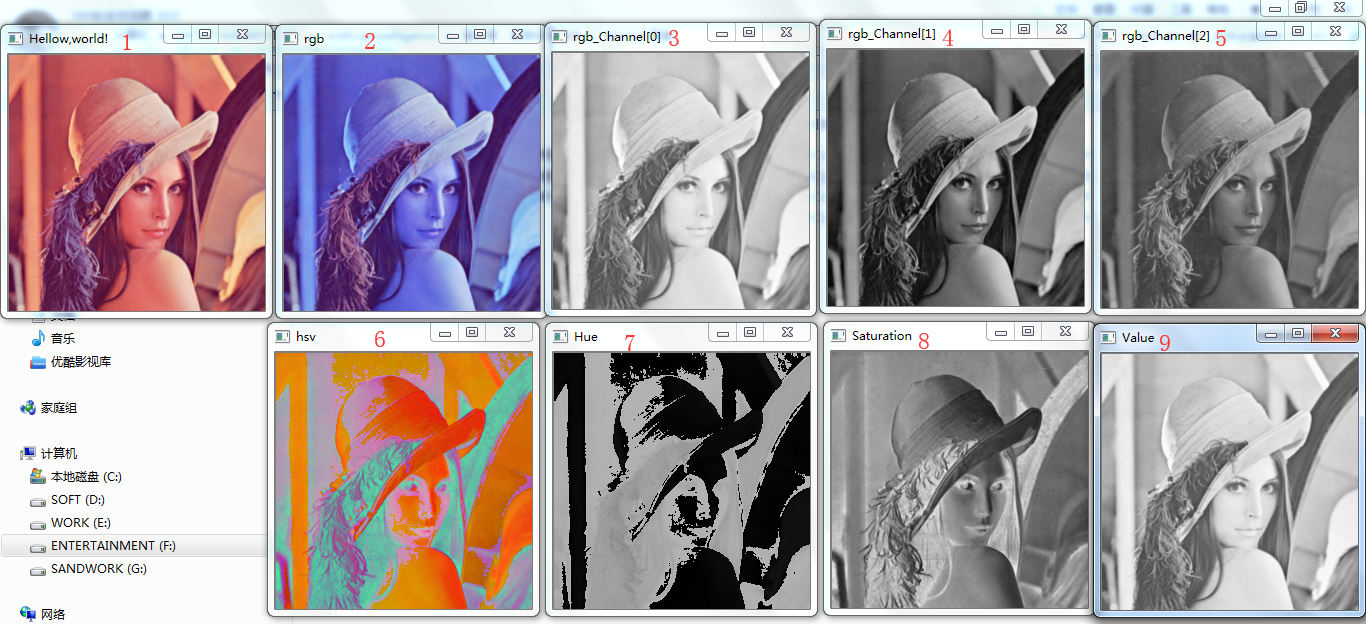 Hellow,world! 1
rgb 2
rgb_Channel[0] 3
rgb_Channel[1] 4
rgb_Channel[2] 5
音乐
优酷影视库
家庭组
计算机
本地磁盘 (C:)
SOFT (D:)
WORK (E:)
ENTERTAINMENT (F:)
SANDWORK (G:)
网络
hsv 6
Hue 7
Saturation 8
Value 9